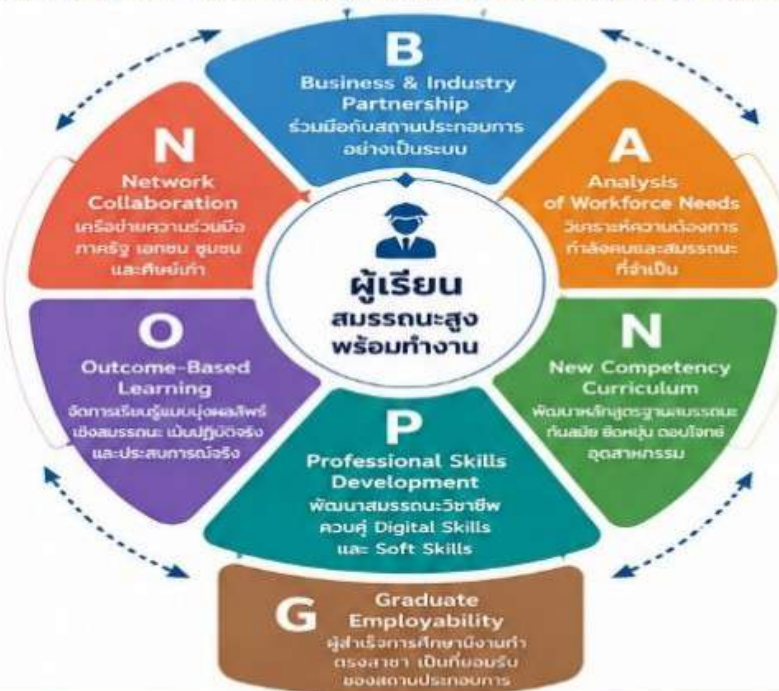 B
Business & Industry
Partnership
ร่วมมือกับสถานประกอบการ
อย่างเป็นระบบ
A
Analysis
of Workforce Needs
วิเคราะห์ความต้องการ
กำลังคนและสมรรถนะ
ที่จำเป็น
N
New Competency
Curriculum
พัฒนาหลักสูตรฐานสมรรถนะ
ทันสมัย ยืดหยุ่น ตอบโจทย์
อุตสาหกรรม
P
Professional Skills
Development
พัฒนาสมรรถนะวิชาชีพ
ควบคู่ Digital Skills
และ Soft Skills
O
Outcome-Based
Learning
จัดการเรียนรู้แบบมุ่งผลลัพธ์
เชิงสมรรถนะ เน้นปฏิบัติจริง
และประสบการณ์จริง
N
Network
Collaboration
เครือข่ายความร่วมมือ
ภาครัฐ เอกชน ชุมชน
และศิษย์เก่า
ผู้เรียน
สมรรถนะสูง
พร้อมทำงาน
G
Graduate
Employability
ผู้สำเร็จการศึกษามีงานทำ
ตรงสาขา เป็นที่ยอมรับ
ของสถานประกอบการ